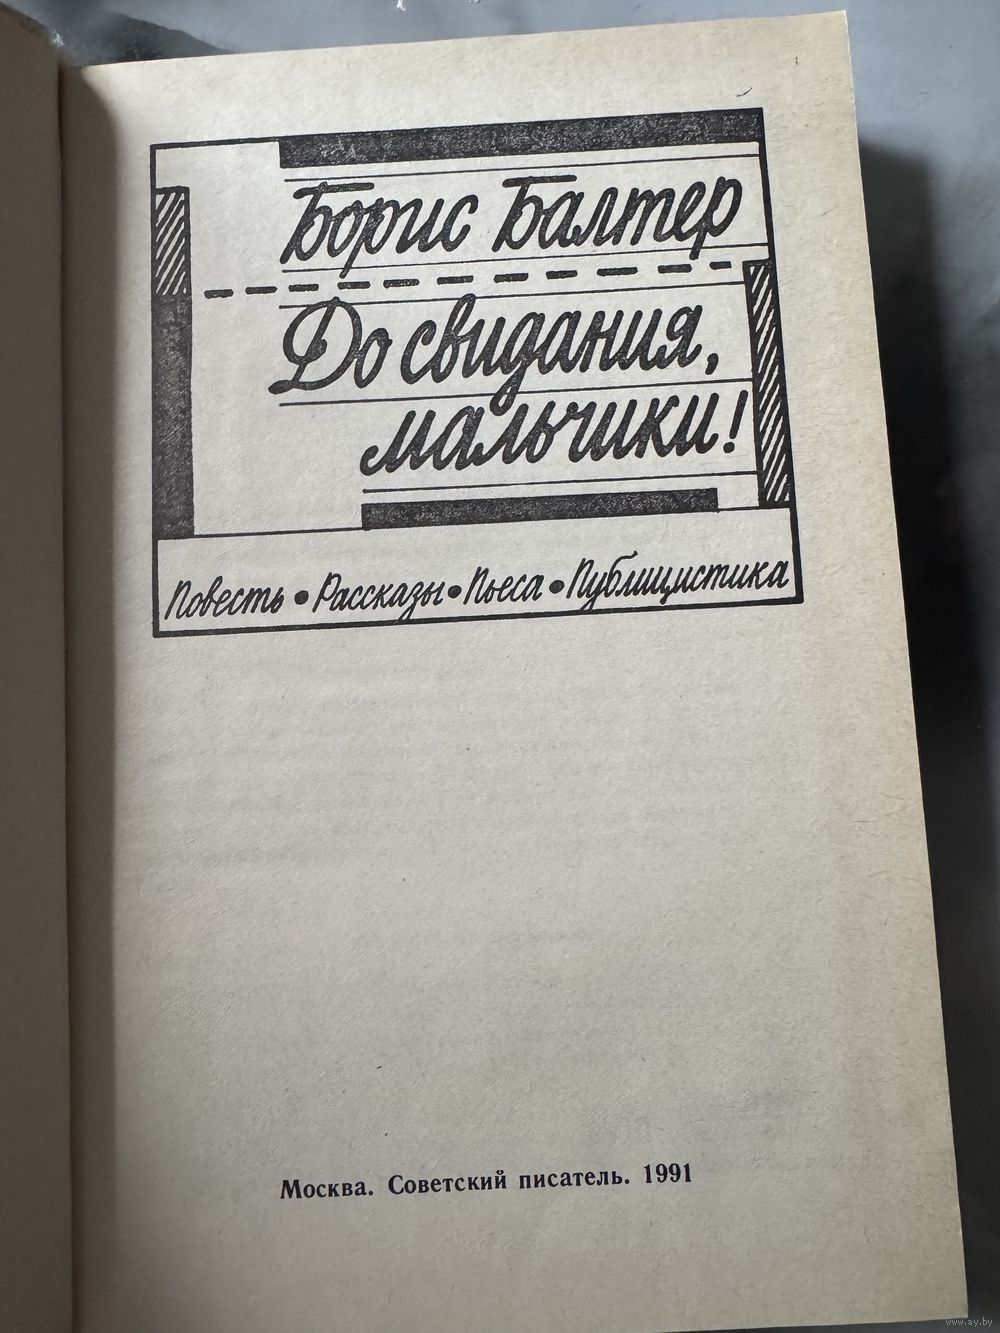 Борис Балтер
До свидания,
мальчики!
Повесть • Рассказы • Пьеса • Публицистика
Москва. Советский писатель. 1991
www.ay.by